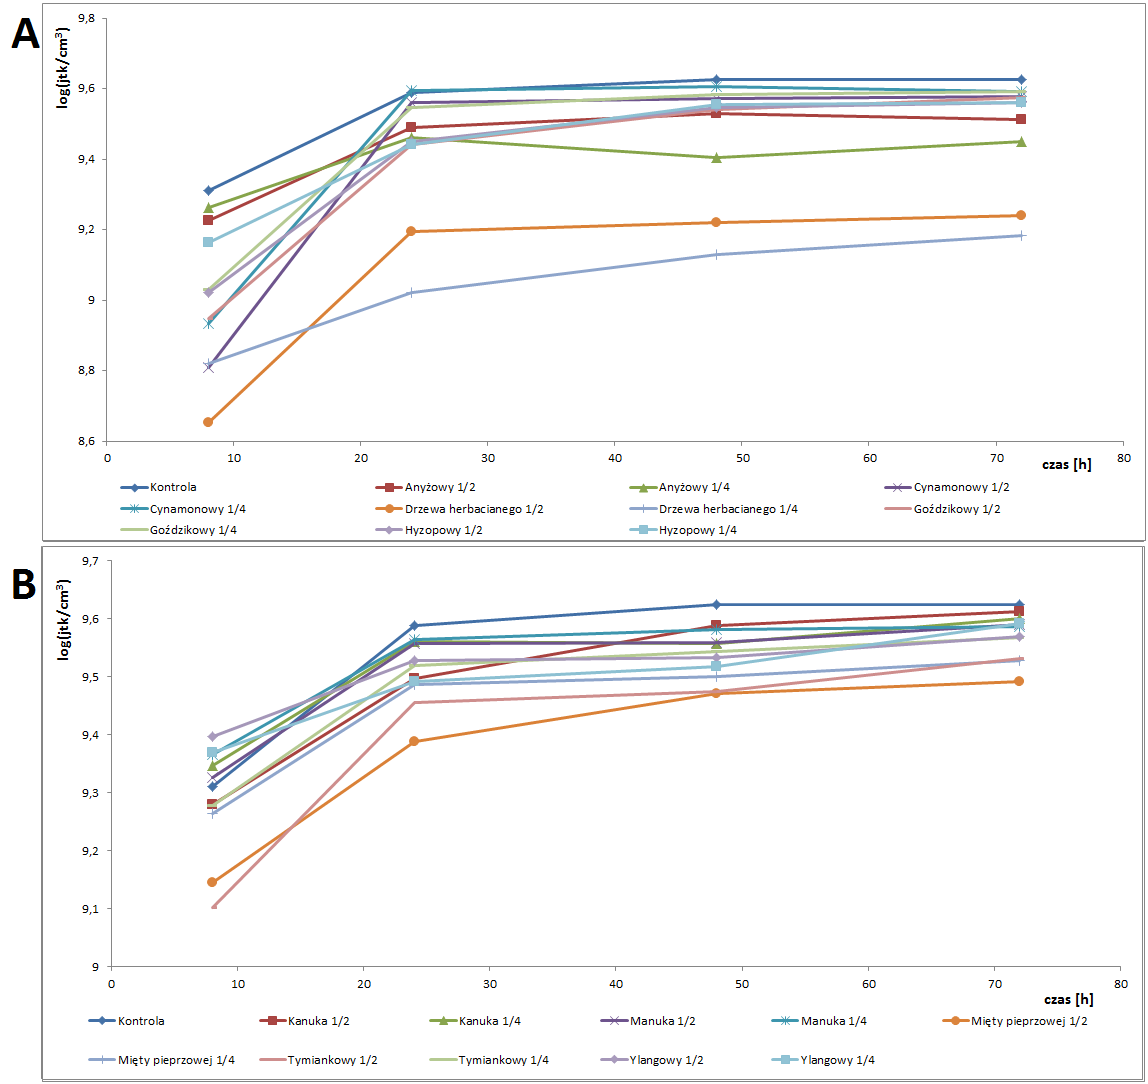 A
log(jtk/cm³)
9,8
9,6
9,4
9,2
9
8,8
8,6
0 10 20 30 40 50 60 70 80
czas [h]
Kontrola Anyżowy 1/2 Anyżowy 1/4 Cynamonowy 1/2
Cynamonowy 1/4 Drzewa herbacianego 1/2 Drzewa herbacianego 1/4 Goździkowy 1/2
Goździkowy 1/4 Hyzopowy 1/2 Hyzopowy 1/4
B
log(jtk/cm³)
9,7
9,6
9,5
9,4
9,3
9,2
9,1
9
0 10 20 30 40 50 60 70 80
czas [h]
Kontrola Kanuka 1/2 Kanuka 1/4 Manuka 1/2 Manuka 1/4 Mięty pieprzowej 1/2
Mięty pieprzowej 1/4 Tymiankowy 1/2 Tymiankowy 1/4 Ylangowy 1/2 Ylangowy 1/4